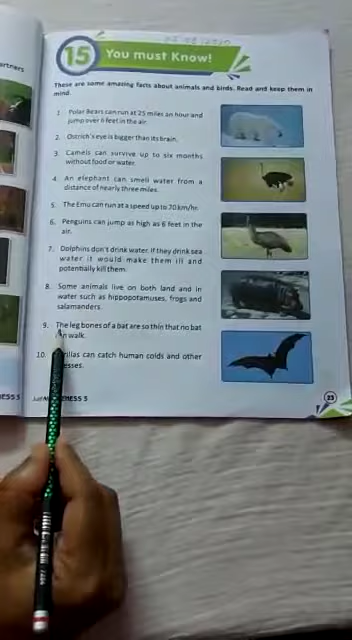 artners
15 You must Know!
These are some amazing facts about animals and birds. Read and keep them in
mind.
1. Polar Bears can run at 25 miles an hour and
jump over 6 feet in the air.
2. Ostrich's eye is bigger than its brain.
3. Camels can survive up to six months
without food or water.
4. An elephant can smell water from a
distance of nearly three miles.
5. The Emu can run at a speed up to 70 km/hr.
6. Penguins can jump as high as 6 feet in the
air.
7. Dolphins don't drink water. If they drink sea
water it would make them ill and
potentially kill them.
8. Some animals live on both land and in
water such as hippopotamuses, frogs and
salamanders.
9. The leg bones of a bat are so thin that no bat
n walk.
10. rillas can catch human colds and other
esses.
ESS 5
ESS 5
23